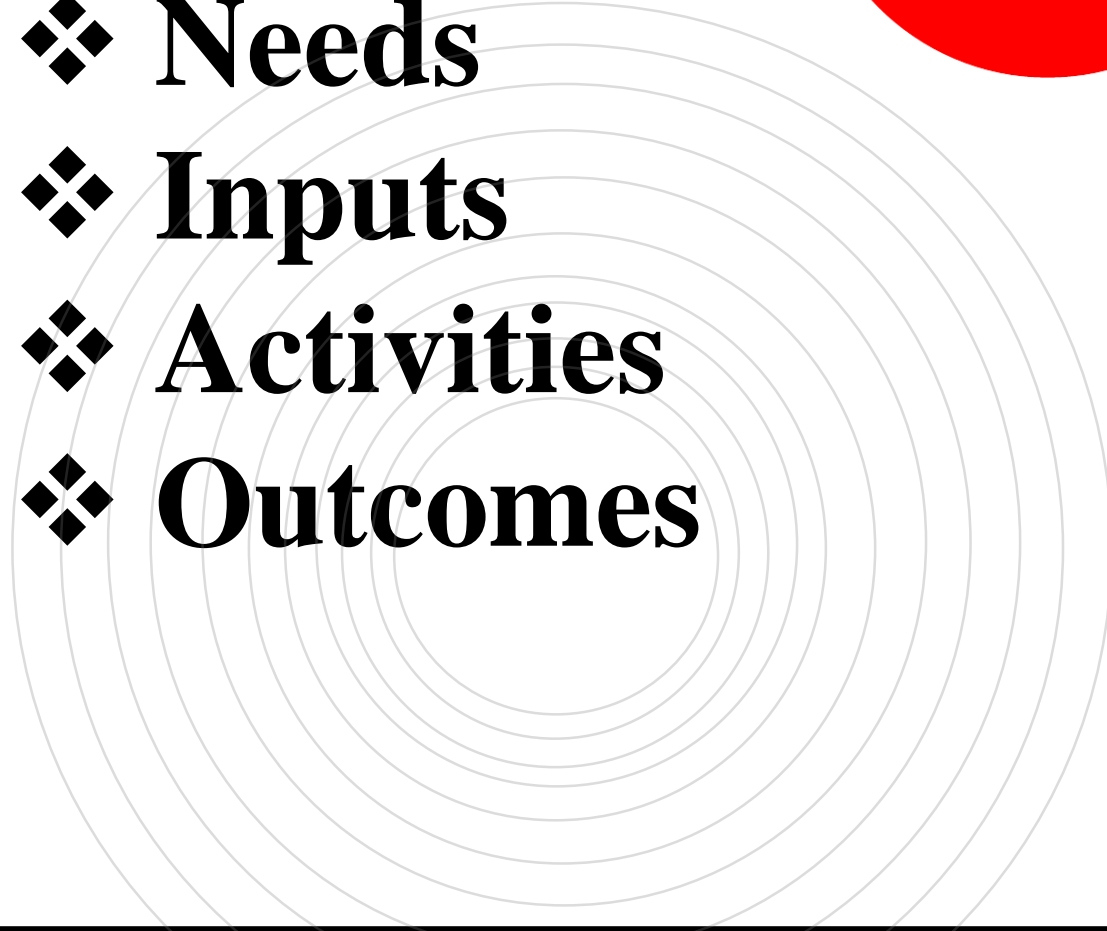 ❖ Needs
❖ Inputs
❖ Activities
❖ Outcomes